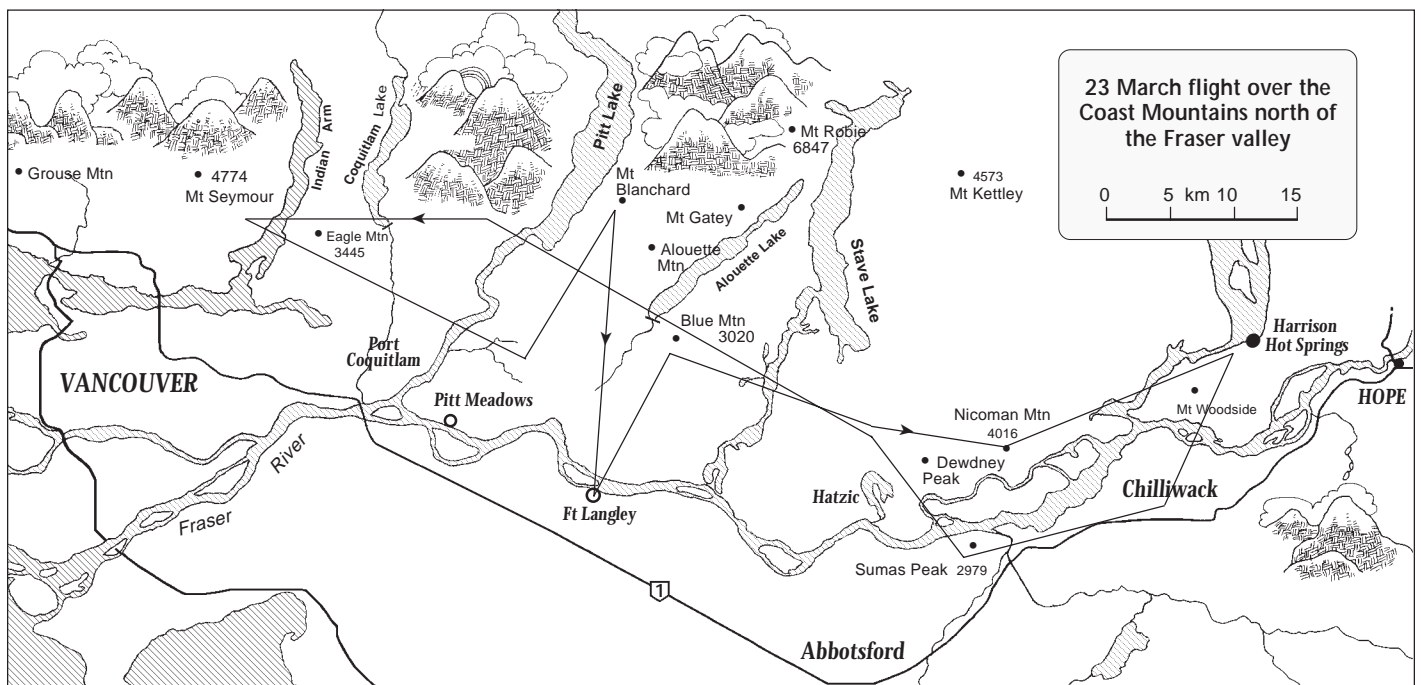 23 March flight over the
Coast Mountains north of
the Fraser valley
0 5 km 10 15
Indian Arm
Coquitlam Lake
Pitt Lake
Mt Robie
6847
Grouse Mtn
4774
Mt Seymour
Mt
Blanchard
4573
Mt Kettley
Mt Gatey
Eagle Mtn
3445
Alouette
Mtn
Alouette Lake
Stave Lake
Blue Mtn
3020
Port
Coquitlam
Harrison
Hot Springs
VANCOUVER
HOPE
Pitt Meadows
Nicoman Mtn
4016
Mt Woodside
River
Fraser
Dewdney
Peak
Hatzic
Chilliwack
Ft Langley
Sumas Peak 2979
1
Abbotsford